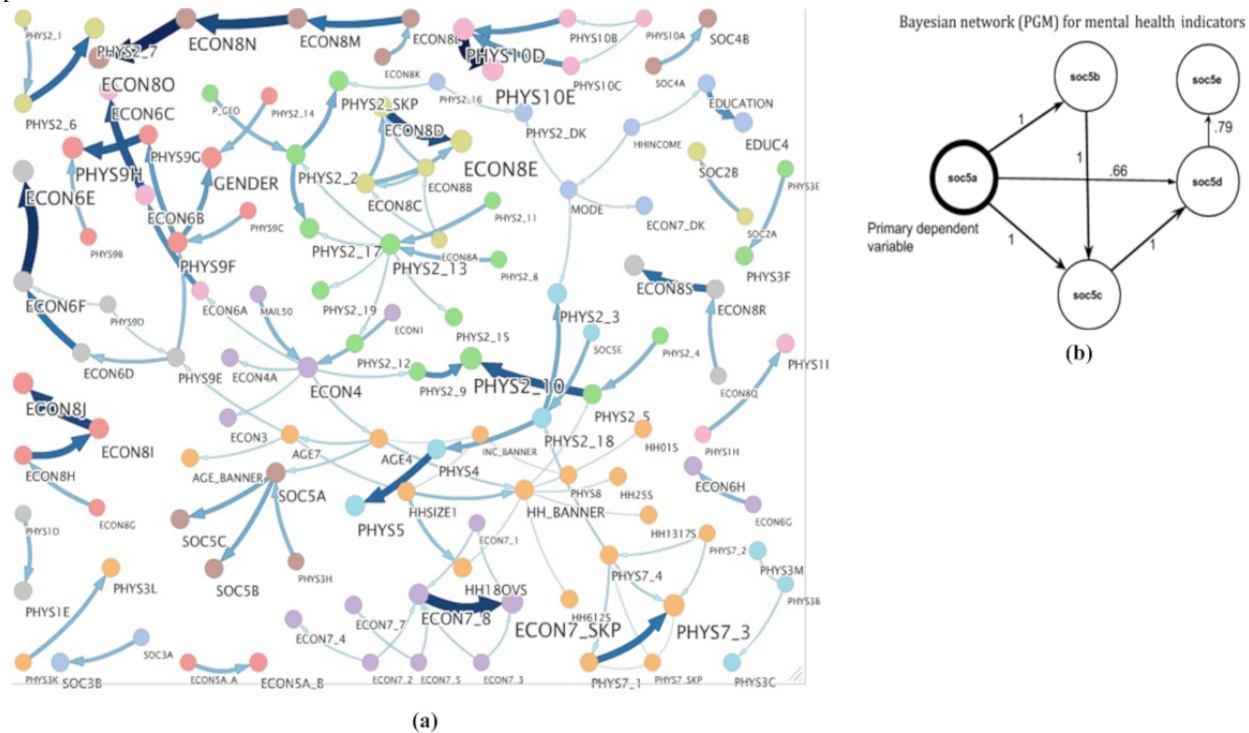 PHYS2_1
PHYS2_7
ECON8N
ECON8M
ECON8L
ECON8K
PHYS10D
PHYS10B
PHYS10A
SOC4B
SOC4A
PHYS10C
PHYS10E
ECON8O
PHYS2_6
ECON6C
P_GEO
PHYS2_14
PHYS2_SKP
PHYS2_16
PHYS2_DK
EDUCATION
EDUC4
HHINCOME
ECON8D
ECON8E
PHYS9G
PHYS9H
GENDER
PHYS2_2
ECON8B
ECON8C
SOC2B
SOC2A
PHYS3E
PHYS3F
ECON6E
ECON6B
PHYS9C
PHYS9B
PHYS9F
PHYS2_11
MODE
ECON7_DK
PHYS2_17
PHYS2_13
ECON8A
PHYS2_8
ECON6F
PHYS9D
ECON6A
MAIL50
PHYS2_19
PHYS2_15
ECON1
PHYS2_3
SOC5E
ECON8S
ECON8R
ECON6D
PHYS9E
ECON4A
ECON4
PHYS2_12
PHYS2_9
PHYS2_10
PHYS2_4
PHYS2_5
ECON8Q
PHYS1I
PHYS1H
ECON8J
ECON8I
ECON8H
ECON8G
ECON3
AGE7
AGE4
INC_BANNER
PHYS2_18
HH01S
AGE_BANNER
SOC5A
PHYS4
PHYS5
HHSIZE1
HH_BANNER
PHYS8
HH25S
HH1317S
ECON6H
ECON6G
PHYS1D
PHYS1E
PHYS3L
PHYS3K
SOC5C
SOC5B
PHYS3H
ECON7_1
HH18OVS
PHYS7_4
PHYS7_2
HH612S
PHYS3M
PHYS3B
PHYS3C
ECON7_4
ECON7_7
ECON7_8
ECON7_SKP
PHYS7_3
SOC3A
SOC3B
ECON5A_A
ECON5A_B
ECON7_2
ECON7_5
ECON7_3
PHYS7_1
PHYS7_SKP
(a)
Bayesian network (PGM) for mental health indicators
soc5b
soc5e
1
.79
1
soc5a
.66
soc5d
Primary dependent
variable
1
1
soc5c
(b)